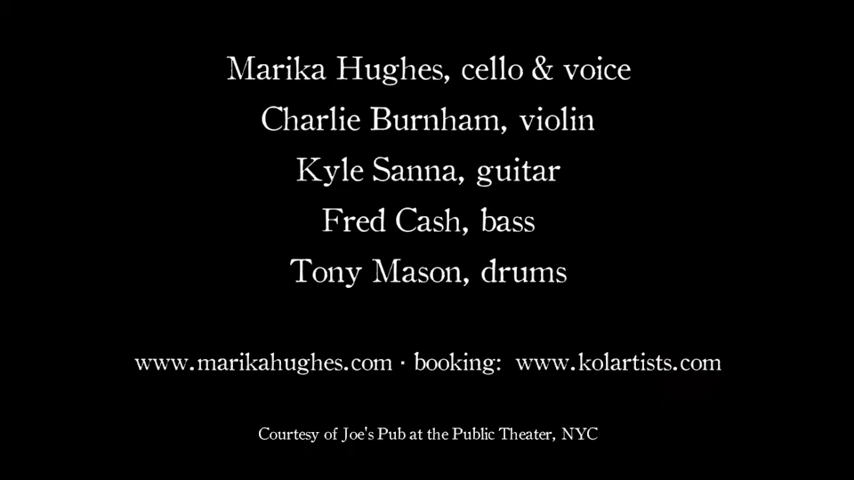 Marika Hughes, cello & voice
Charlie Burnham, violin
Kyle Sanna, guitar
Fred Cash, bass
Tony Mason, drums
www.marikahughes.com · booking: www.kolartists.com
Courtesy of Joe's Pub at the Public Theater, NYC